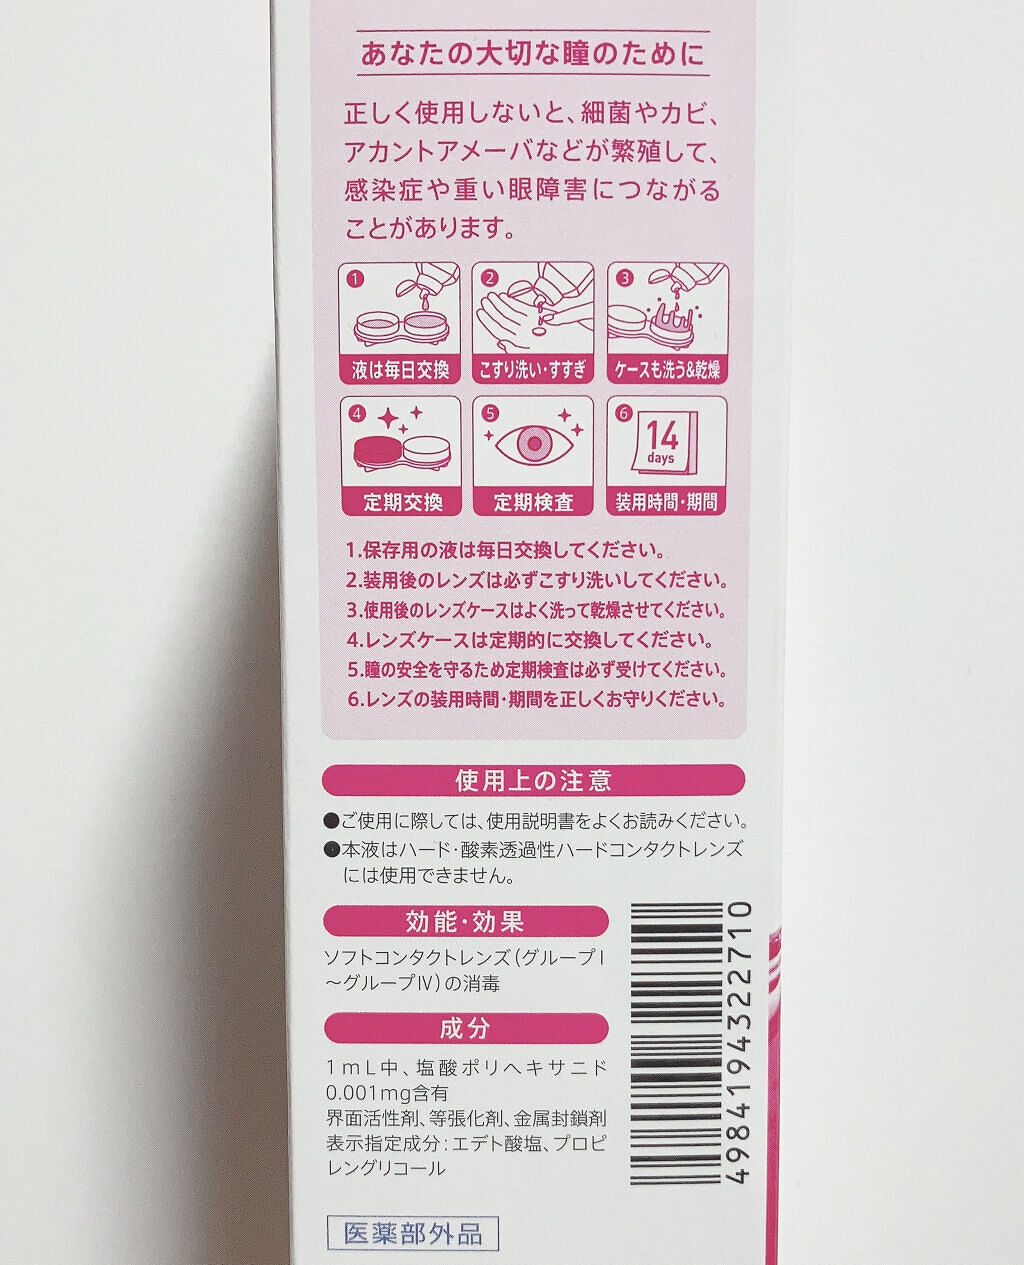 あなたの大切な瞳のために
正しく使用しないと、細菌やカビ、
アカントアメーバなどが繁殖して、
感染症や重い眼障害につながる
ことがあります。
1
液は毎日交換
2
こすり洗い・すすぎ
3
ケースも洗う&乾燥
4
定期交換
5
定期検査
6
14
days
装用時間・期間
1.保存用の液は毎日交換してください。
2.装用後のレンズは必ずこすり洗いしてください。
3.使用後のレンズケースはよく洗って乾燥させてください。
4.レンズケースは定期的に交換してください。
5.瞳の安全を守るため定期検査は必ず受けてください。
6.レンズの装用時間・期間を正しくお守りください。
使用上の注意
●ご使用に際しては、使用説明書をよくお読みください。
●本液はハード・酸素透過性ハードコンタクトレンズ
には使用できません。
効能・効果
ソフトコンタクトレンズ(グループI
～グループIV)の消毒
成分
1mL中、塩酸ポリヘキサニド
0.001mg含有
界面活性剤、等張化剤、金属封鎖剤
表示指定成分:エデト酸塩、プロピ
レングリコール
4984194322710
医薬部外品